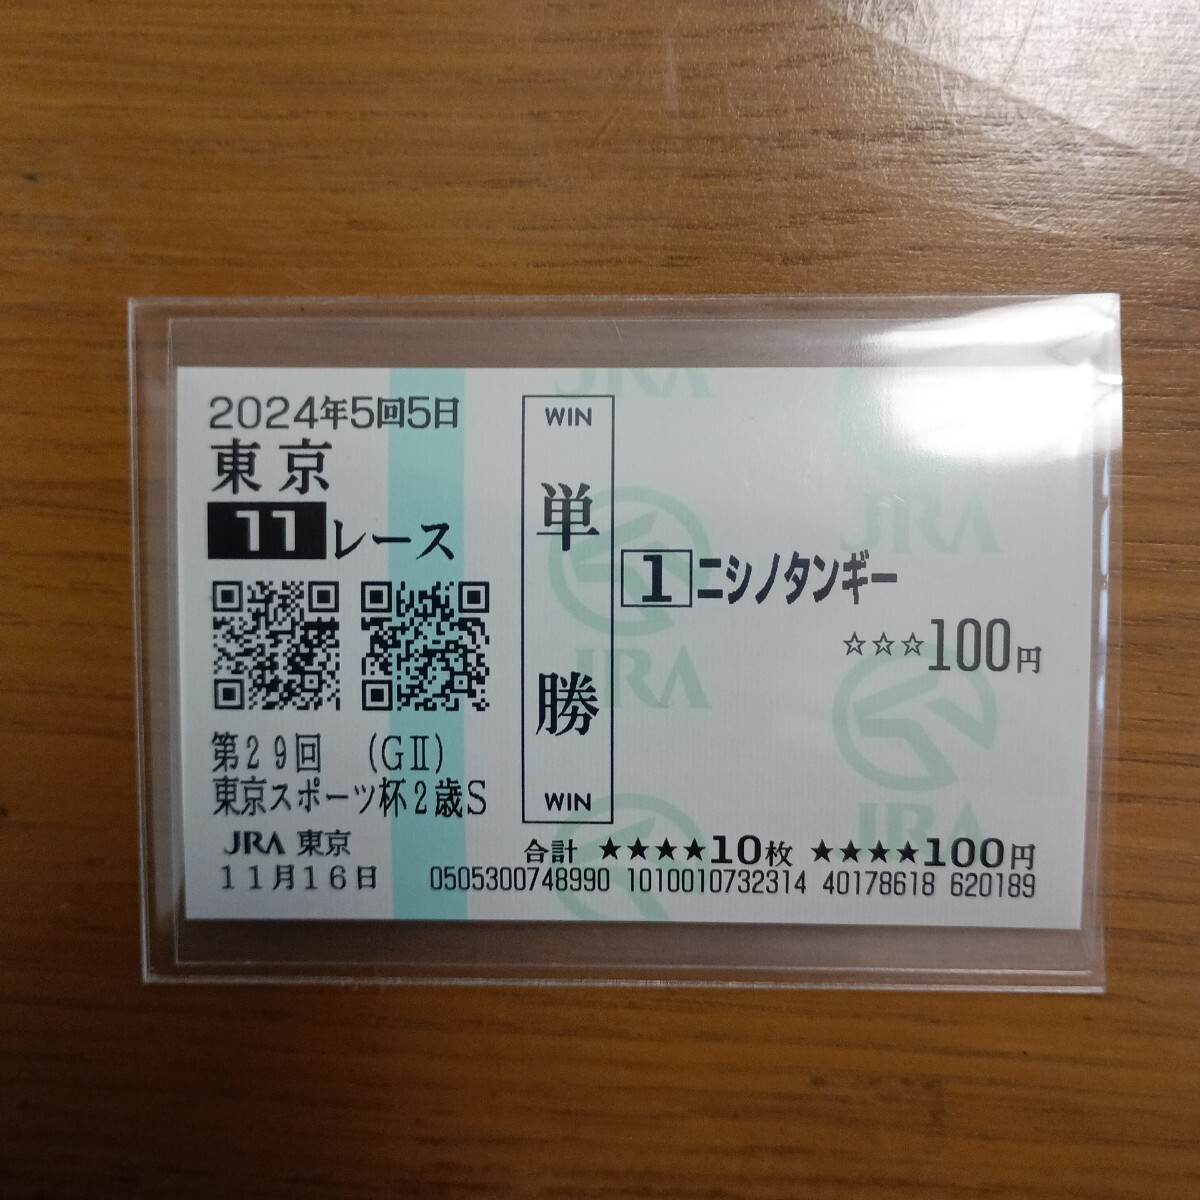 2024年5回5日
東京
11レース
第29回 (GⅡ)
東京スポーツ杯2歳S
JRA 東京
11月16日
WIN
単勝
WIN
1 ニシノタンギー
☆☆☆100円
合計 ★★★★10枚 ★★★★100円
0505300748990 1010010732314 40178618 620189
JRA
JRA
JRA
JRA